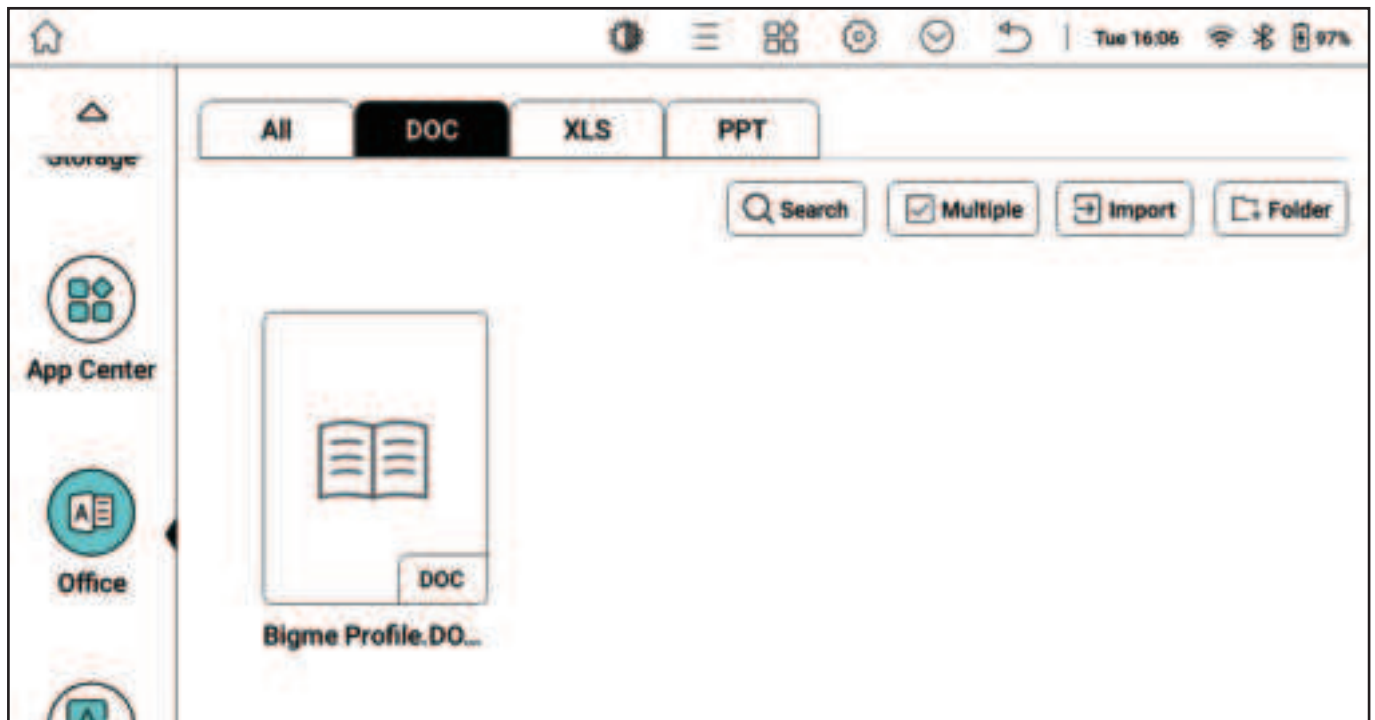 Tue 16:06 97%
All DOC XLS PPT
Storage
Search Multiple Import Folder
App Center
A
Office
DOC
Bigme Profile.DO...
A